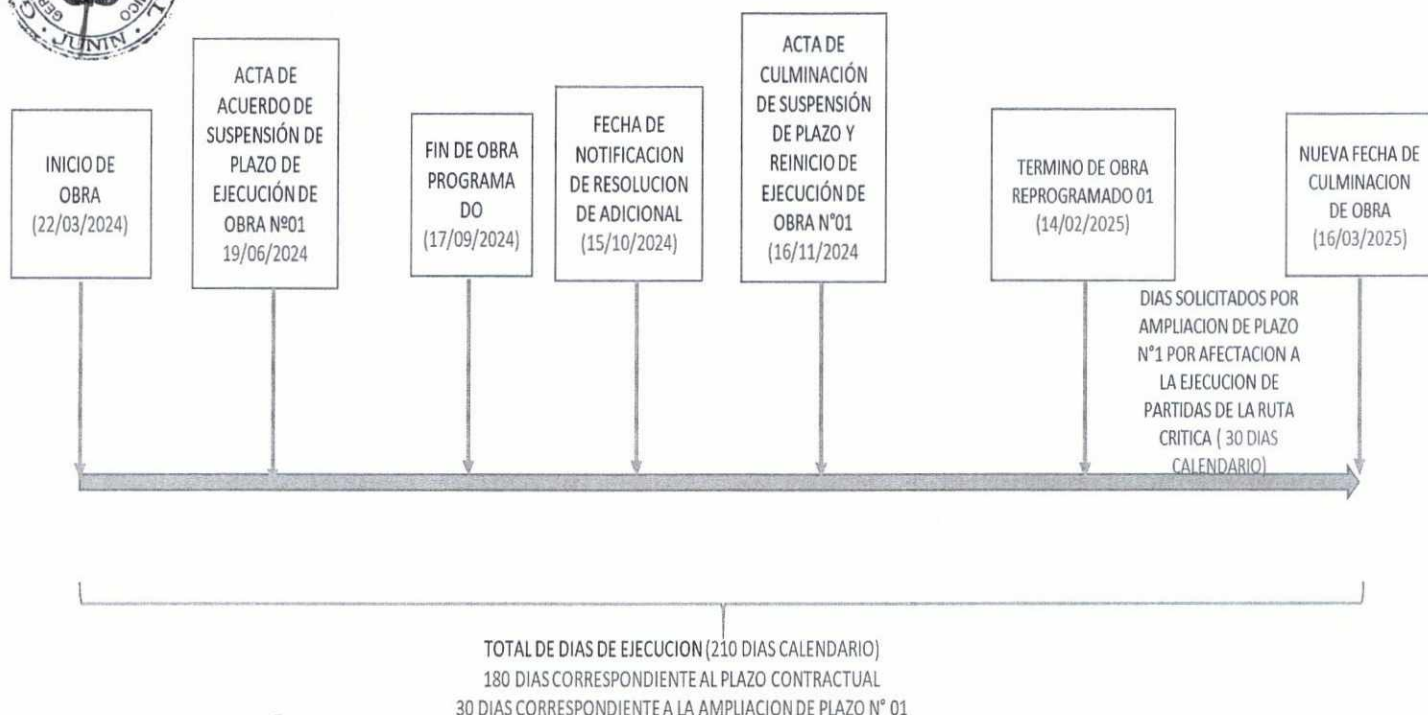 JUNIN
INICIO DE
OBRA
(22/03/2024)
ACTA DE
ACUERDO DE
SUSPENSIÓN DE
PLAZO DE
EJECUCIÓN DE
OBRA Nº01
19/06/2024
FIN DE OBRA
PROGRAMA
DO
(17/09/2024)
FECHA DE
NOTIFICACION
DE RESOLUCION
DE ADICIONAL
(15/10/2024)
ACTA DE
CULMINACIÓN
DE SUSPENSIÓN
DE PLAZO Y
REINICIO DE
EJECUCIÓN DE
OBRA N°01
(16/11/2024
TERMINO DE OBRA
REPROGRAMADO 01
(14/02/2025)
NUEVA FECHA DE
CULMINACION
DE OBRA
(16/03/2025)
DIAS SOLICITADOS POR
AMPLIACION DE PLAZO
N°1 POR AFECTACION A
LA EJECUCION DE
PARTIDAS DE LA RUTA
CRITICA ( 30 DIAS
CALENDARIO)
TOTAL DE DIAS DE EJECUCION (210 DIAS CALENDARIO)
180 DIAS CORRESPONDIENTE AL PLAZO CONTRACTUAL
30 DIAS CORRESPONDIENTE A LA AMPLIACION DE PLAZO N° 01